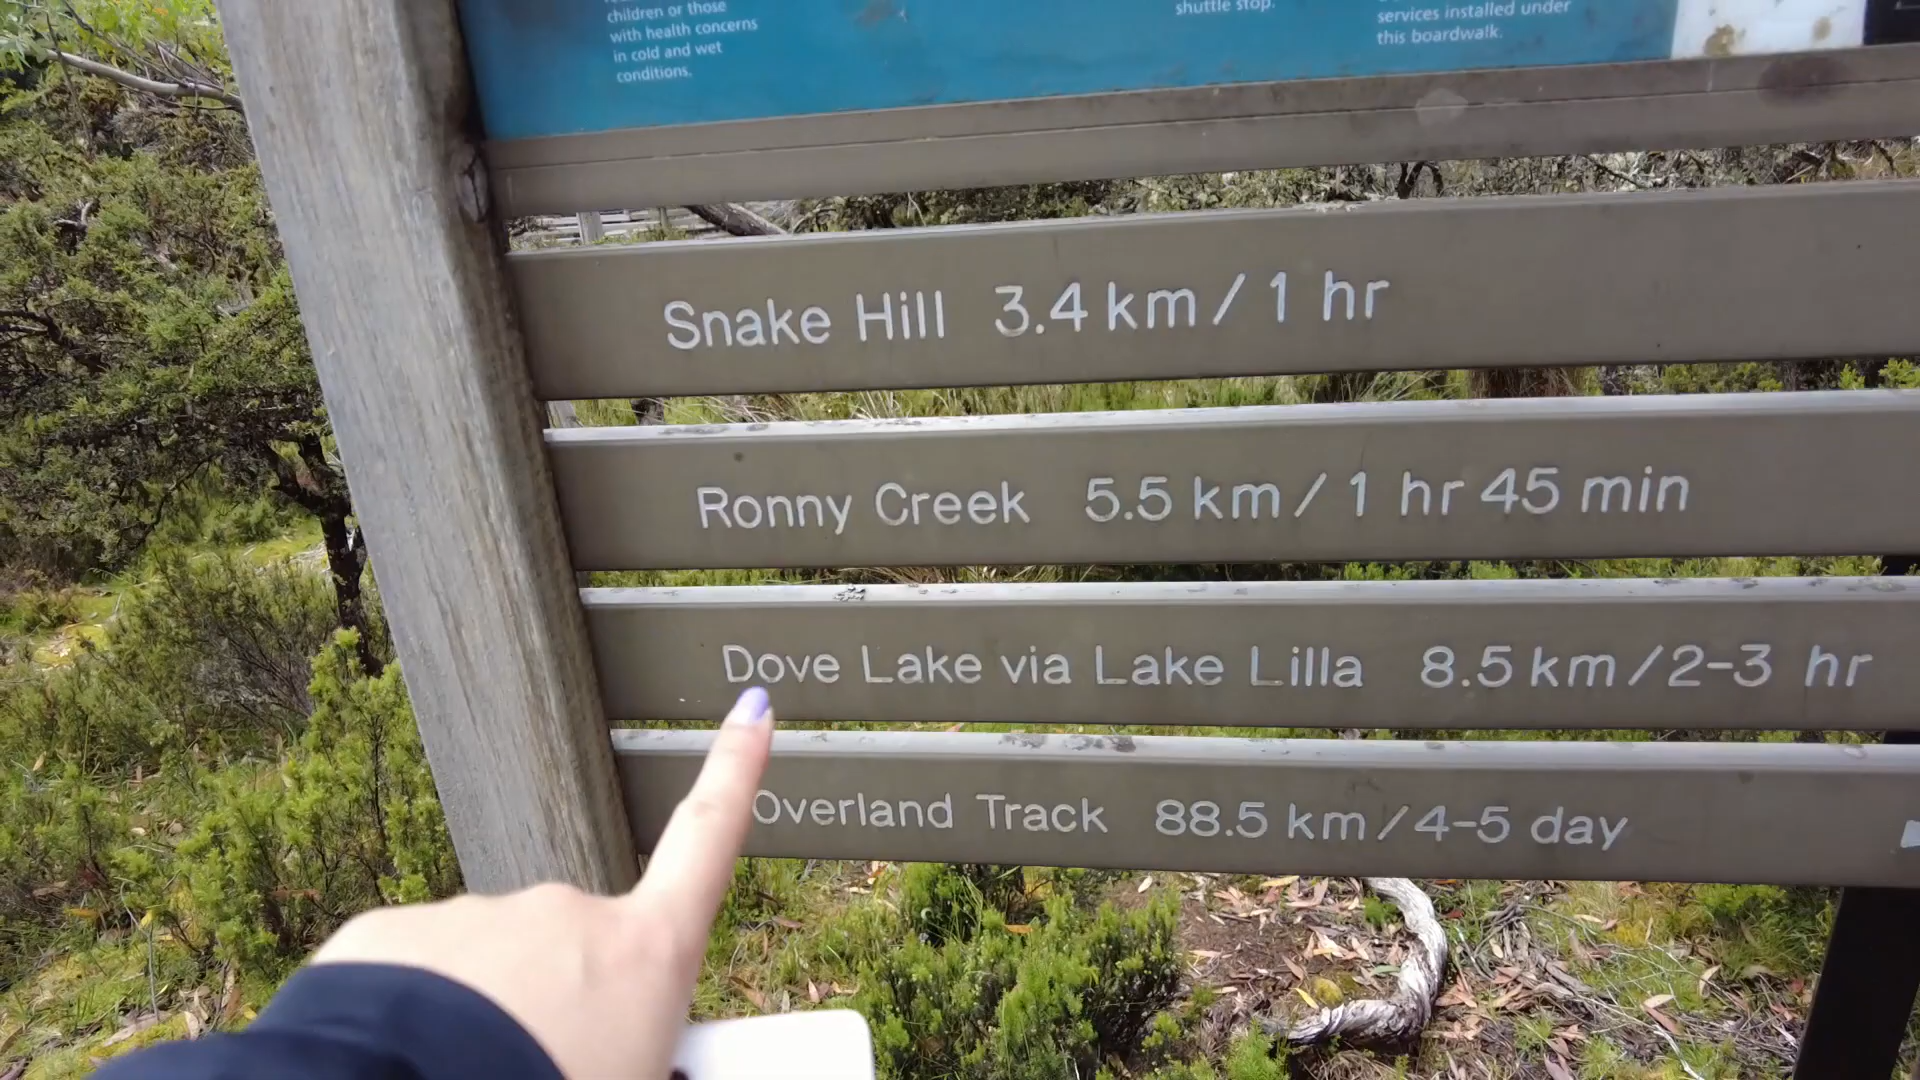 children or those
with health concerns
in cold and wet
conditions.
shuttle stop.
services installed under
this boardwalk.
Snake Hill 3.4 km / 1 hr
Ronny Creek 5.5 km / 1 hr 45 min
Dove Lake via Lake Lilla 8.5 km / 2-3 hr
Overland Track 88.5 km / 4-5 day